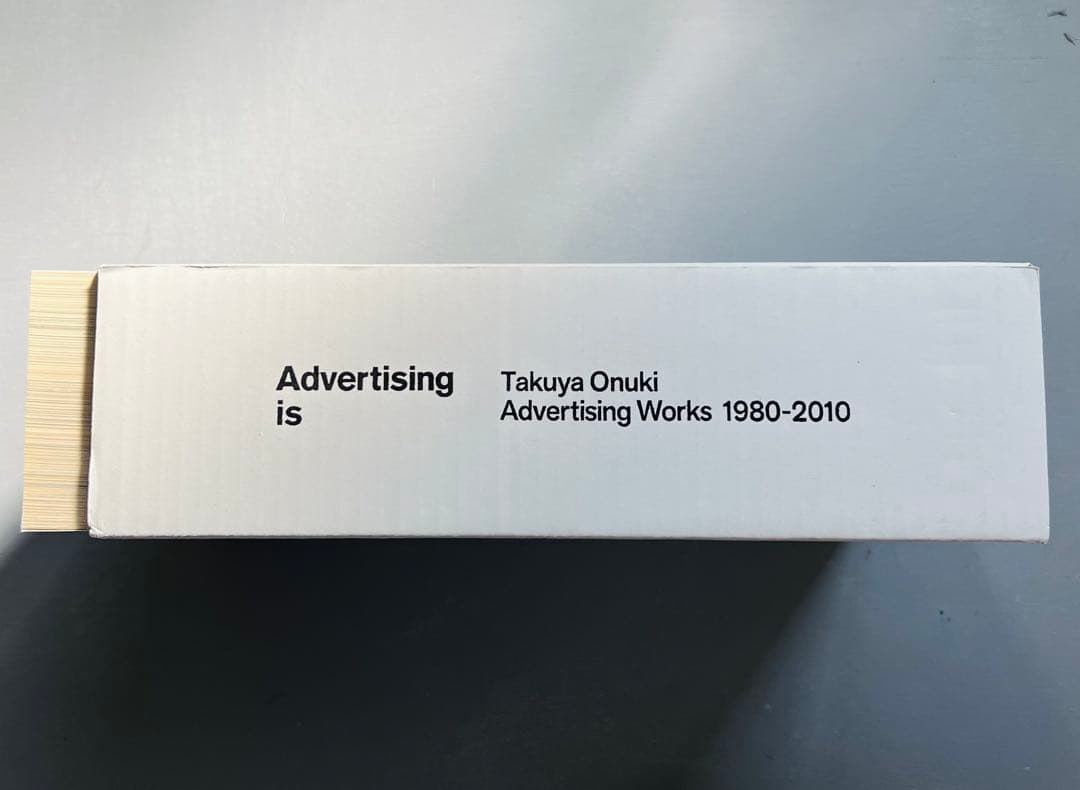 Advertising
is
Takuya Onuki
Advertising Works 1980-2010